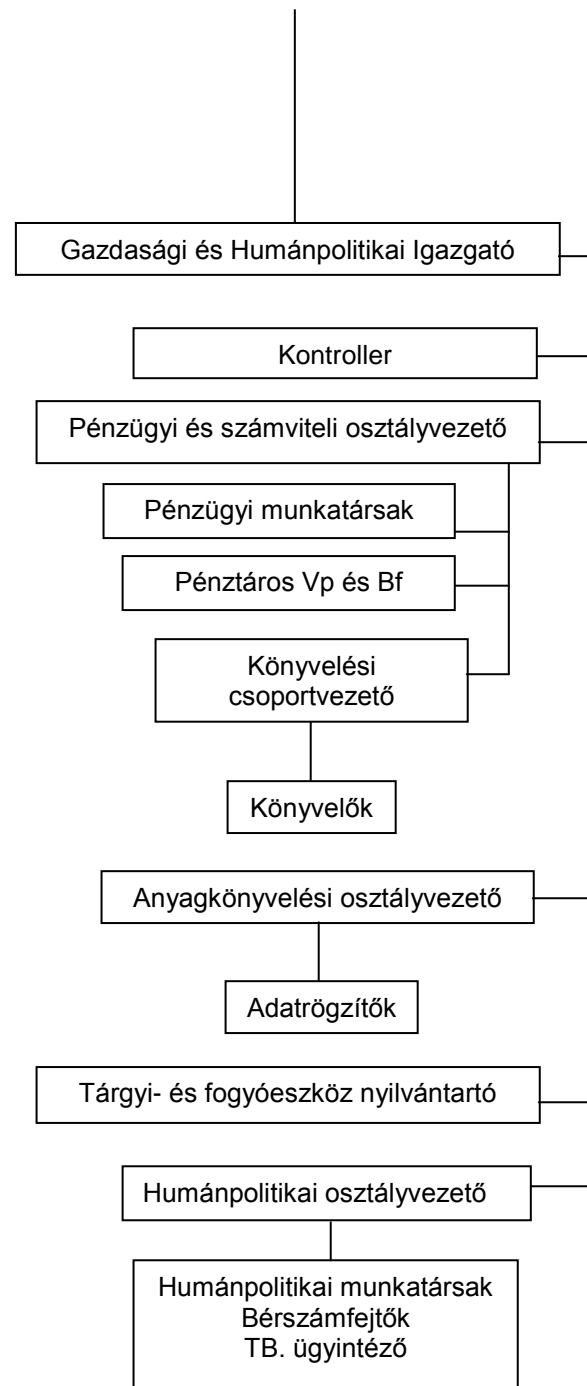 Gazdasági és Humánpolitikai Igazgató
Kontroller
Pénzügyi és számviteli osztályvezető
Pénzügyi munkatársak
Pénztáros Vp és Bf
Könyvelési
csoportvezető
Könyvelők
Anyagkönyvelési osztályvezető
Adatrögzítők
Tárgyi- és fogyóeszköz nyilvántartó
Humánpolitikai osztályvezető
Humánpolitikai munkatársak
Bérszámfejtők
TB. ügyintéző